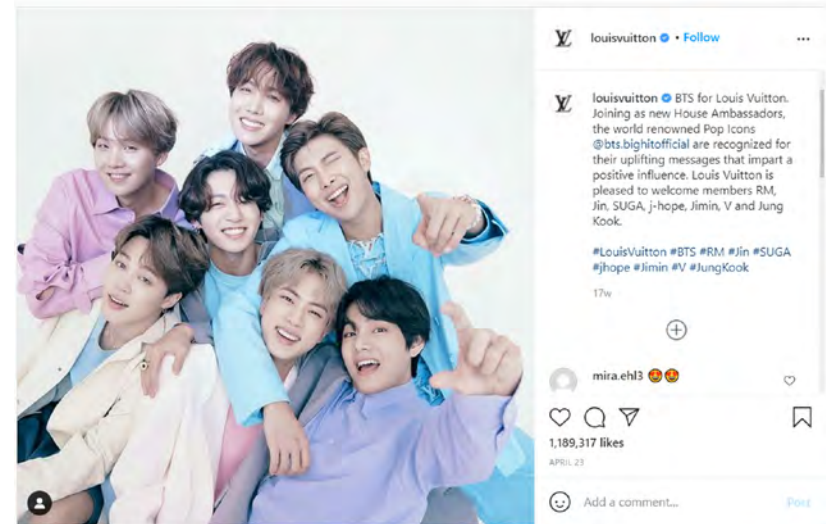 louisvuitton • Follow
louisvuitton BTS for Louis Vuitton.
Joining as new House Ambassadors,
the world renowned Pop Icons
@bts.bighitofficial are recognized for
their uplifting messages that impart a
positive influence. Louis Vuitton is
pleased to welcome members RM,
Jin, SUGA, j-hope, Jimin, V and Jung
Kook.
#LouisVuitton #BTS #RM #Jin #SUGA
#jhope #Jimin #V #JungKook
17w
mira.ehl3 😍😍
1,189,317 likes
APRIL 23
Add a comment... Post